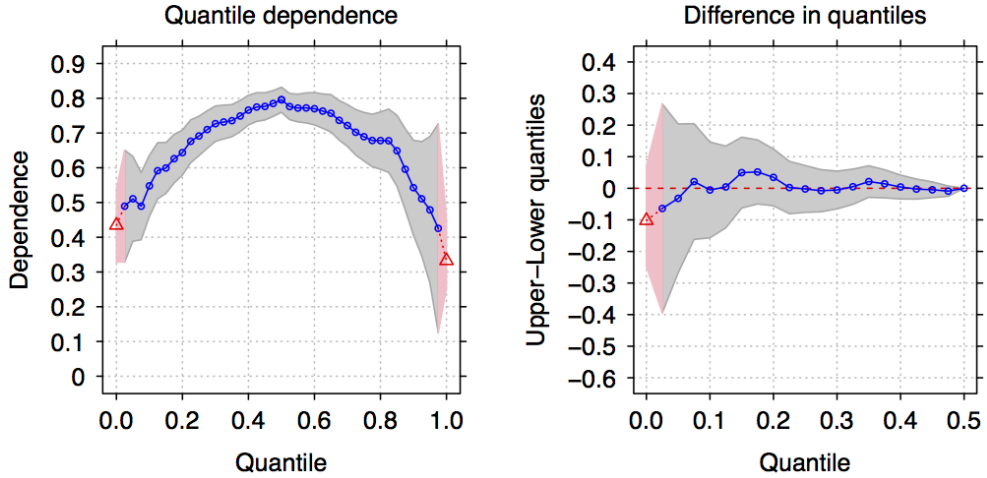 Quantile dependence
Dependence
0.9
0.8
0.7
0.6
0.5
0.4
0.3
0.2
0.1
0
0.0 0.2 0.4 0.6 0.8 1.0
Quantile
Difference in quantiles
Upper−Lower quantiles
0.4
0.3
0.2
0.1
0
−0.1
−0.2
−0.3
−0.4
−0.5
−0.6
0.0 0.1 0.2 0.3 0.4 0.5
Quantile